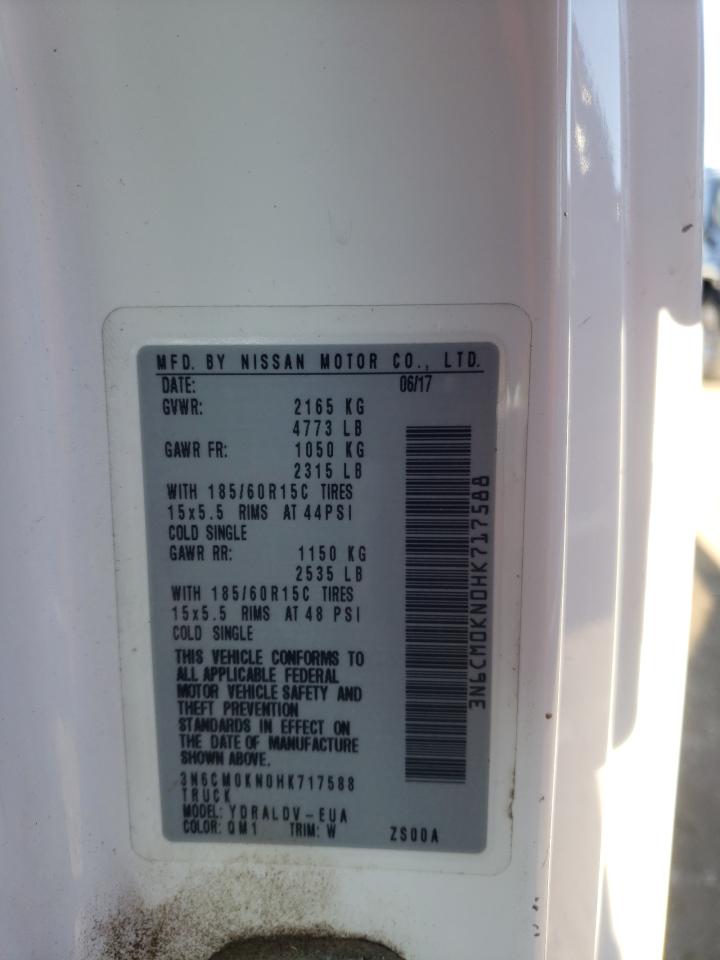 MFD. BY NISSAN MOTOR CO., LTD.
DATE: 06/17
GVWR: 2165 KG
4773 LB
GAWR FR: 1050 KG
2315 LB
WITH 185/60R15C TIRES
15x5.5 RIMS AT 44PSI
COLD SINGLE
GAWR RR: 1150 KG
2535 LB
WITH 185/60R15C TIRES
15x5.5 RIMS AT 48 PSI
COLD SINGLE
THIS VEHICLE CONFORMS TO
ALL APPLICABLE FEDERAL
MOTOR VEHICLE SAFETY AND
THEFT PREVENTION
STANDARDS IN EFFECT ON
THE DATE OF MANUFACTURE
SHOWN ABOVE.
3N6CM0KN0HK717588
TRUCK
MODEL: YDRALDV-EUA
COLOR: QM1 TRIM: W ZS00A
3N6CM0KN0HK717588